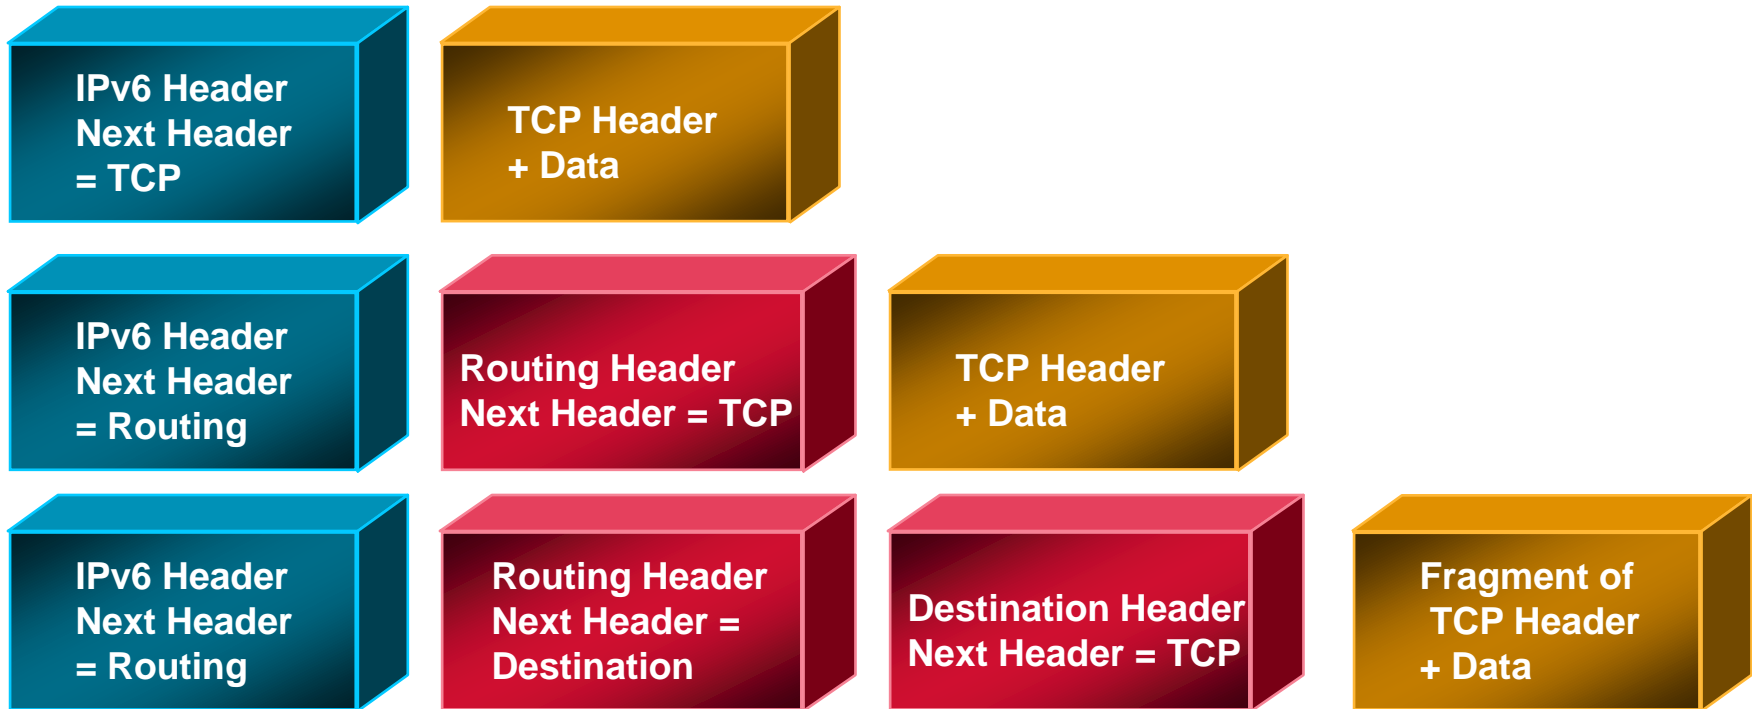 IPv6 Header
Next Header
= TCP
TCP Header
+ Data
IPv6 Header
Next Header
= Routing
Routing Header
Next Header = TCP
TCP Header
+ Data
IPv6 Header
Next Header
= Routing
Routing Header
Next Header =
Destination
Destination Header
Next Header = TCP
Fragment of
TCP Header
+ Data